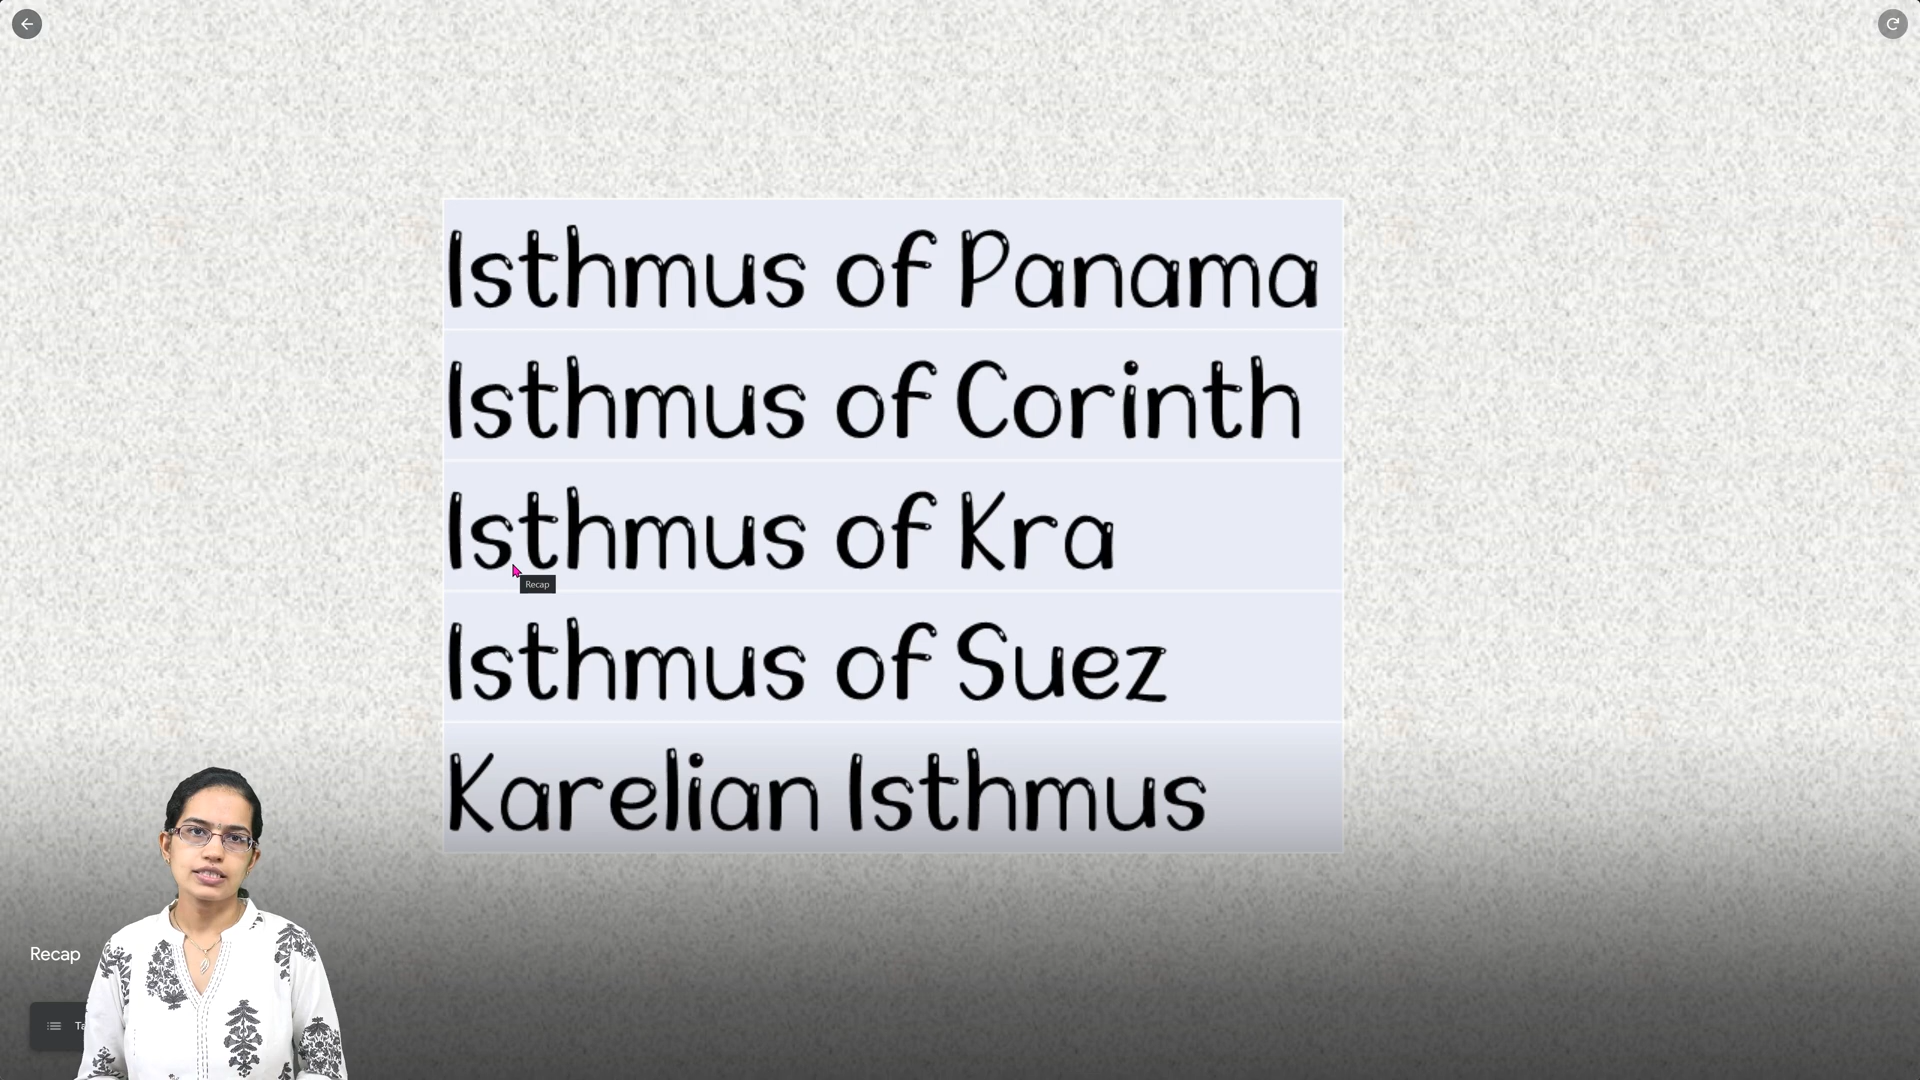 Isthmus of Panama
Isthmus of Corinth
Isthmus of Kra
Recap
Isthmus of Suez
Karelian Isthmus
Recap